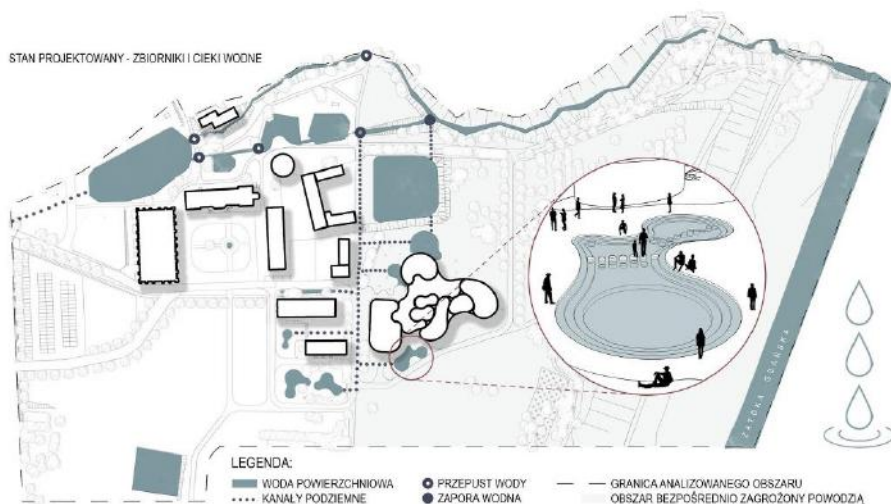 STAN PROJEKTOWANY - ZBIORNIKI I CIEKI WODNE
ZATOKA GDAŃSKA
LEGENDA:
WODA POWIERZCHNIOWA
PRZEPUST WODY
GRANICA ANALIZOWANEGO OBSZARU
KANAŁY PODZIEMNE
ZAPORA WODNA
OBSZAR BEZPOŚREDNIO ZAGROŻONY POWODZIĄ